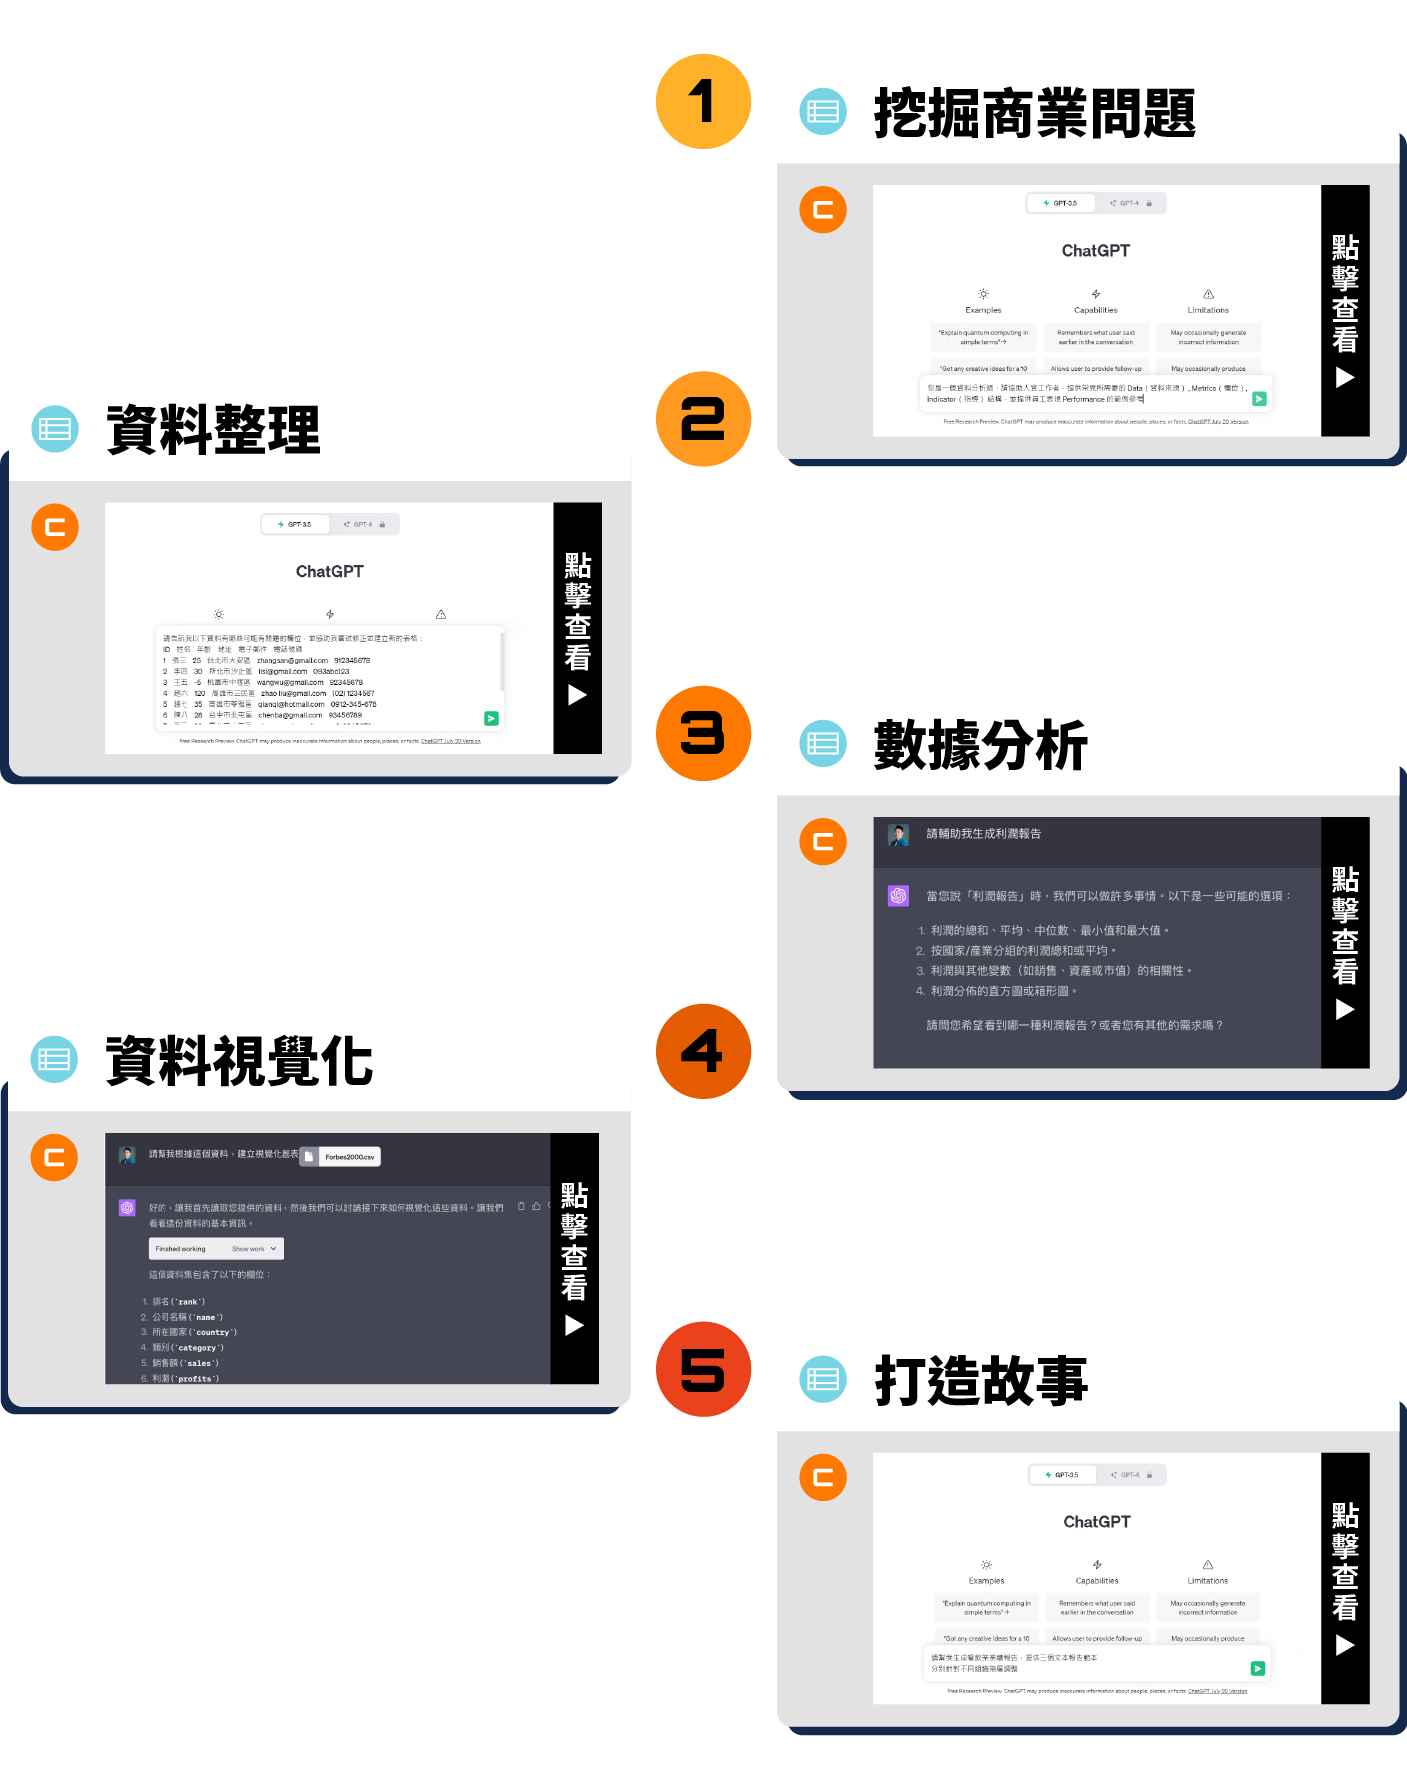 1
挖掘商業問題
C
GPT-3.5 GPT-4
ChatGPT
Examples Capabilities Limitations
"Explain quantum computing in simple terms" → Remembers what user said earlier in the conversation May occasionally generate incorrect information
"Got any creative ideas for a 10 Allows user to provide follow-up May occasionally produce
你是一個資料分析師，請協助人資工作者，提供常見所需要的 Data（資料來源）, Metrics（欄位）,
Indicator（指標）結構，並提供員工表現 Performance 的範例參考
Free Research Preview. ChatGPT may produce inaccurate information about people, places, or facts. ChatGPT July 20 Version
點擊查看
2
資料整理
C
GPT-3.5 GPT-4
ChatGPT
請告訴我以下資料有哪些可能有問題的欄位，並協助我嘗試修正並建立新的表格：
ID 姓名 年齡 地址 電子郵件 電話號碼
1 張三 25 台北市大安區 zhangsan@gmail.com 912345678
2 李四 30 新北市汐止區 lisi@gmail.com 093abc123
3 王五 -5 桃園市中壢區 wangwu@gmail.com 92345678
4 趙六 120 高雄市三民區 zhao liu@gmail.com (02) 1234567
5 錢七 35 高雄市苓雅區 qianqi@hotmail.com 0912-345-678
6 陳八 28 台中市北屯區 chenba@gmail.com 93456789
Free Research Preview. ChatGPT may produce inaccurate information about people, places, or facts. ChatGPT July 20 Version
點擊查看
3
數據分析
C
請輔助我生成利潤報告
當您說「利潤報告」時，我們可以做許多事情。以下是一些可能的選項：
1. 利潤的總和、平均、中位數、最小值和最大值。
2. 按國家/產業分組的利潤總和或平均。
3. 利潤與其他變數（如銷售、資產或市值）的相關性。
4. 利潤分佈的直方圖或箱形圖。
請問您希望看到哪一種利潤報告？或者您有其他的需求嗎？
點擊查看
4
資料視覺化
C
請幫我根據這個資料，建立視覺化圖表 Forbes2000.csv
好的，讓我首先讀取您提供的資料，然後我們可以討論接下來如何視覺化這些資料。讓我們
看看這份資料的基本資訊。
Finished working Show work
這個資料集包含了以下的欄位：
1. 排名(`rank`)
2. 公司名稱(`name`)
3. 所在國家(`country`)
4. 類別(`category`)
5. 銷售額(`sales`)
6. 利潤(`profits`)
點擊查看
5
打造故事
C
GPT-3.5 GPT-4
ChatGPT
Examples Capabilities Limitations
"Explain quantum computing in simple terms" → Remembers what user said earlier in the conversation May occasionally generate incorrect information
"Got any creative ideas for a 10 Allows user to provide follow-up May occasionally produce
請幫我生成餐飲業業績報告，提供三個文本報告範本
分別針對不同組織階層調整
Free Research Preview. ChatGPT may produce inaccurate information about people, places, or facts. ChatGPT July 20 Version
點擊查看